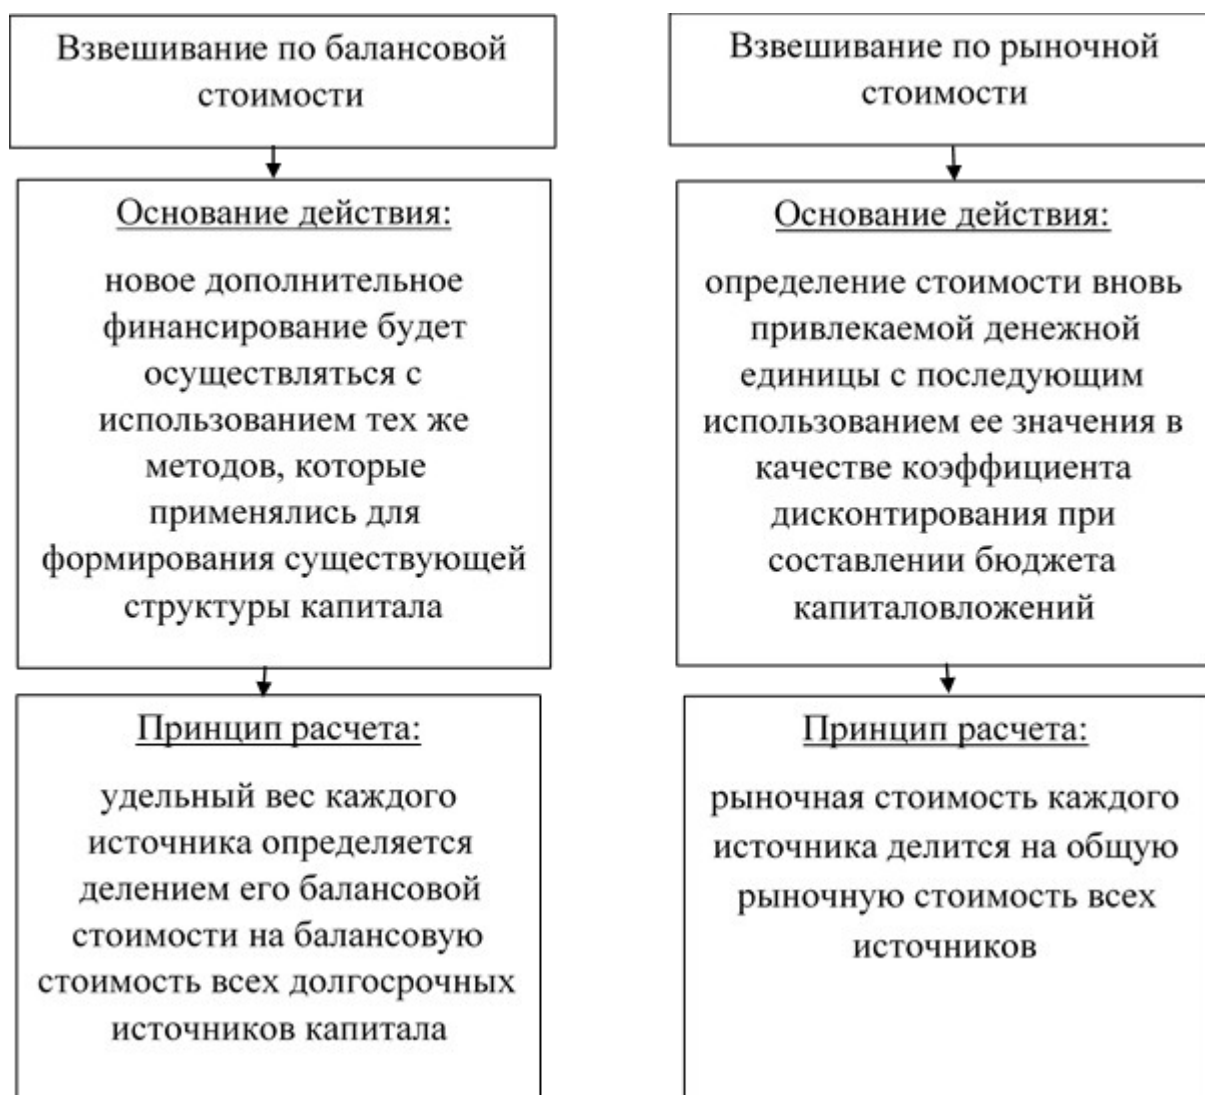 Взвешивание по балансовой
стоимости
Основание действия:
новое дополнительное
финансирование будет
осуществляться с
использованием тех же
методов, которые
применялись для
формирования существующей
структуры капитала
Принцип расчета:
удельный вес каждого
источника определяется
делением его балансовой
стоимости на балансовую
стоимость всех долгосрочных
источников капитала
Взвешивание по рыночной
стоимости
Основание действия:
определение стоимости вновь
привлекаемой денежной
единицы с последующим
использованием ее значения в
качестве коэффициента
дисконтирования при
составлении бюджета
капиталовложений
Принцип расчета:
рыночная стоимость каждого
источника делится на общую
рыночную стоимость всех
источников